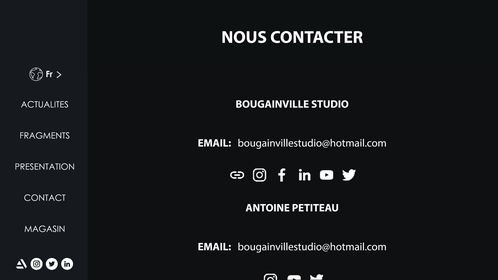 NOUS CONTACTER
Fr >
ACTUALITES
FRAGMENTS
PRESENTATION
CONTACT
MAGASIN
BOUGAINVILLE STUDIO
EMAIL: bougainvillestudio@hotmail.com
ANTOINE PETITEAU
EMAIL: bougainvillestudio@hotmail.com